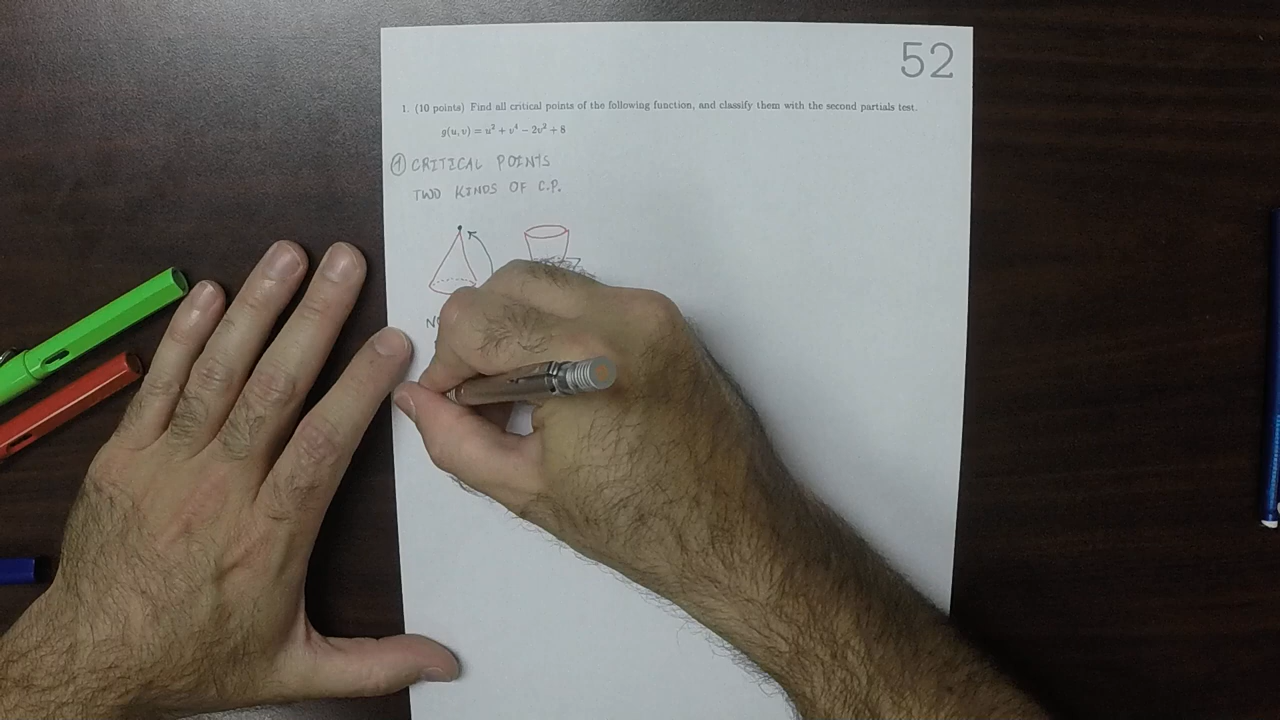 52
1. (10 points) Find all critical points of the following function, and classify them with the second partials test.
g(u, v) = u³ + v⁴ − 2v² + 8
① CRITICAL POINTS
TWO KINDS OF C.P.